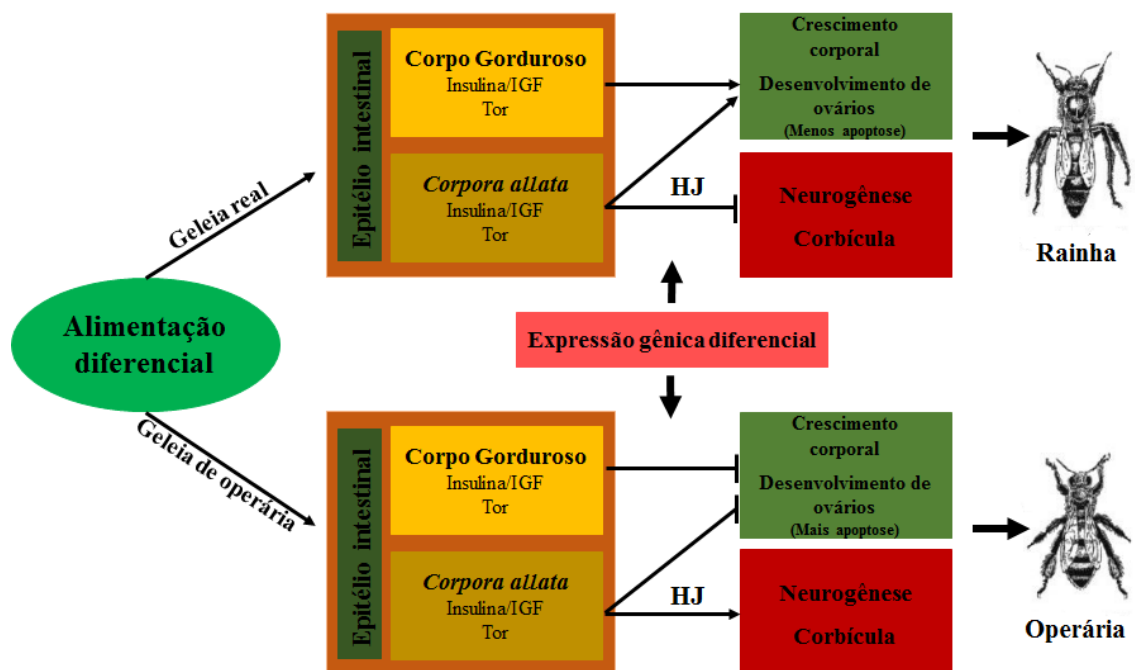 Alimentação
diferencial
Geleia real
Epitélio intestinal
Corpo Gorduroso
Insulina/IGF
Tor
Corpora allata
Insulina/IGF
Tor
HJ
Crescimento
corporal
Desenvolvimento de
ovários
(Menos apoptose)
Neurogênese
Corbícula
Rainha
Expressão gênica diferencial
Geleia de operária
Epitélio intestinal
Corpo Gorduroso
Insulina/IGF
Tor
Corpora allata
Insulina/IGF
Tor
HJ
Crescimento
corporal
Desenvolvimento de
ovários
(Mais apoptose)
Neurogênese
Corbícula
Operária